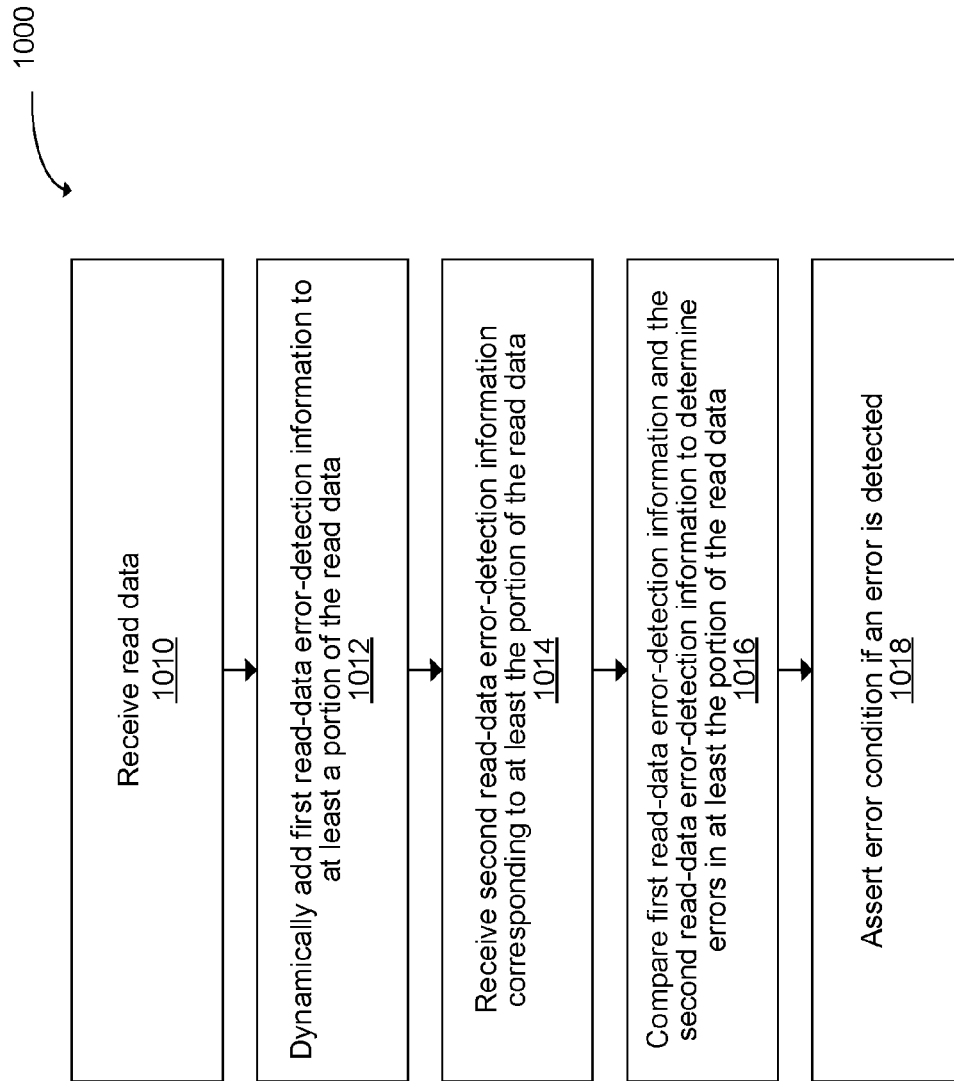 1000
Receive read data
1010
Dynamically add first read-data error-detection information to
at least a portion of the read data
1012
Receive second read-data error-detection information
corresponding to at least the portion of the read data
1014
Compare first read-data error-detection information and the
second read-data error-detection information to determine
errors in at least the portion of the read data
1016
Assert error condition if an error is detected
1018